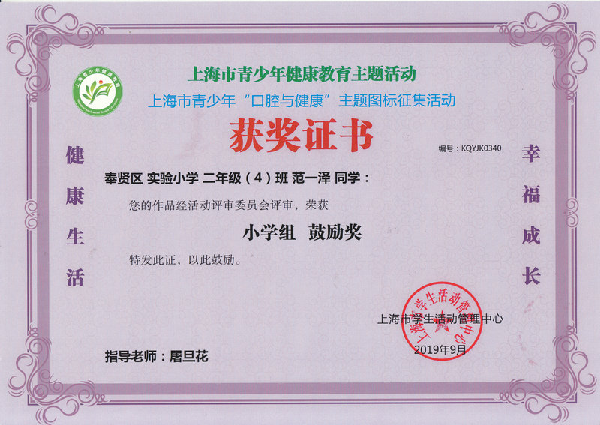 上海市青少年健康教育主题活动
上海市青少年“口腔与健康”主题图标征集活动
获奖证书
编号：KQYJK0340
健康生活
幸福成长
奉贤区 实验小学 二年级（4）班 范一泽 同学：
您的作品经活动评审委员会评审，荣获
小学组 鼓励奖
特发此证，以此鼓励。
上海市学生活动管理中心
2019年9月
指导老师：屠旦花